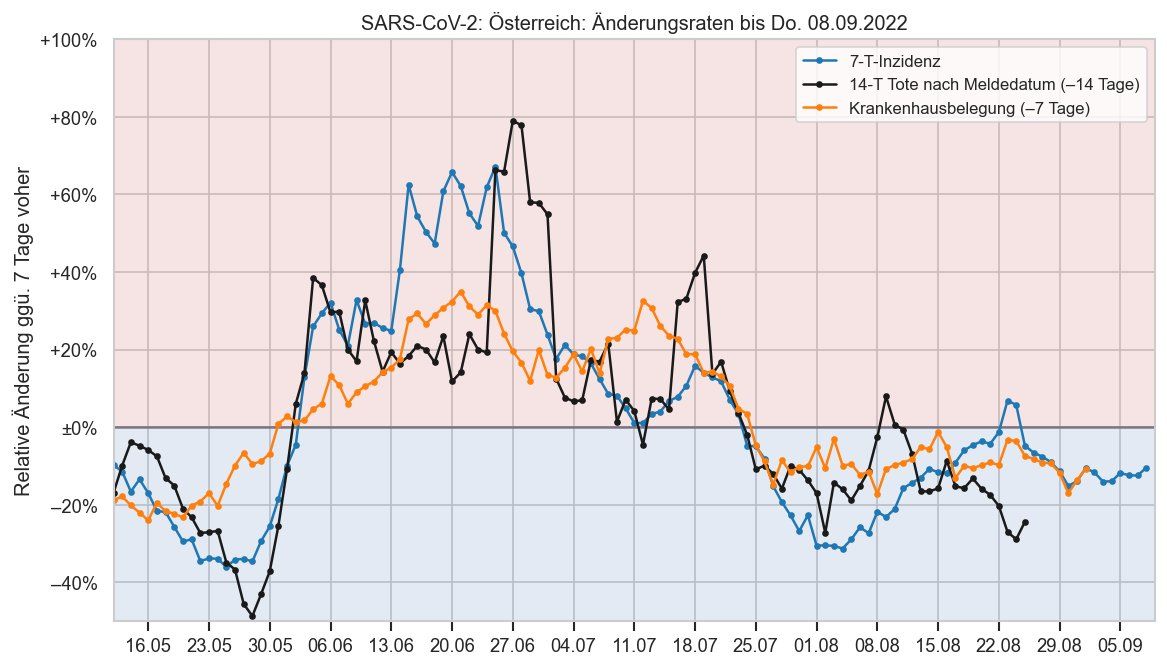 SARS-CoV-2: Österreich: Änderungsraten bis Do. 08.09.2022
+100%
+80%
+60%
+40%
+20%
±0%
–20%
–40%
Relative Änderung ggü. 7 Tage voher
7-T-Inzidenz
14-T Tote nach Meldedatum (–14 Tage)
Krankenhausbelegung (–7 Tage)
16.05 23.05 30.05 06.06 13.06 20.06 27.06 04.07 11.07 18.07 25.07 01.08 08.08 15.08 22.08 29.08 05.09